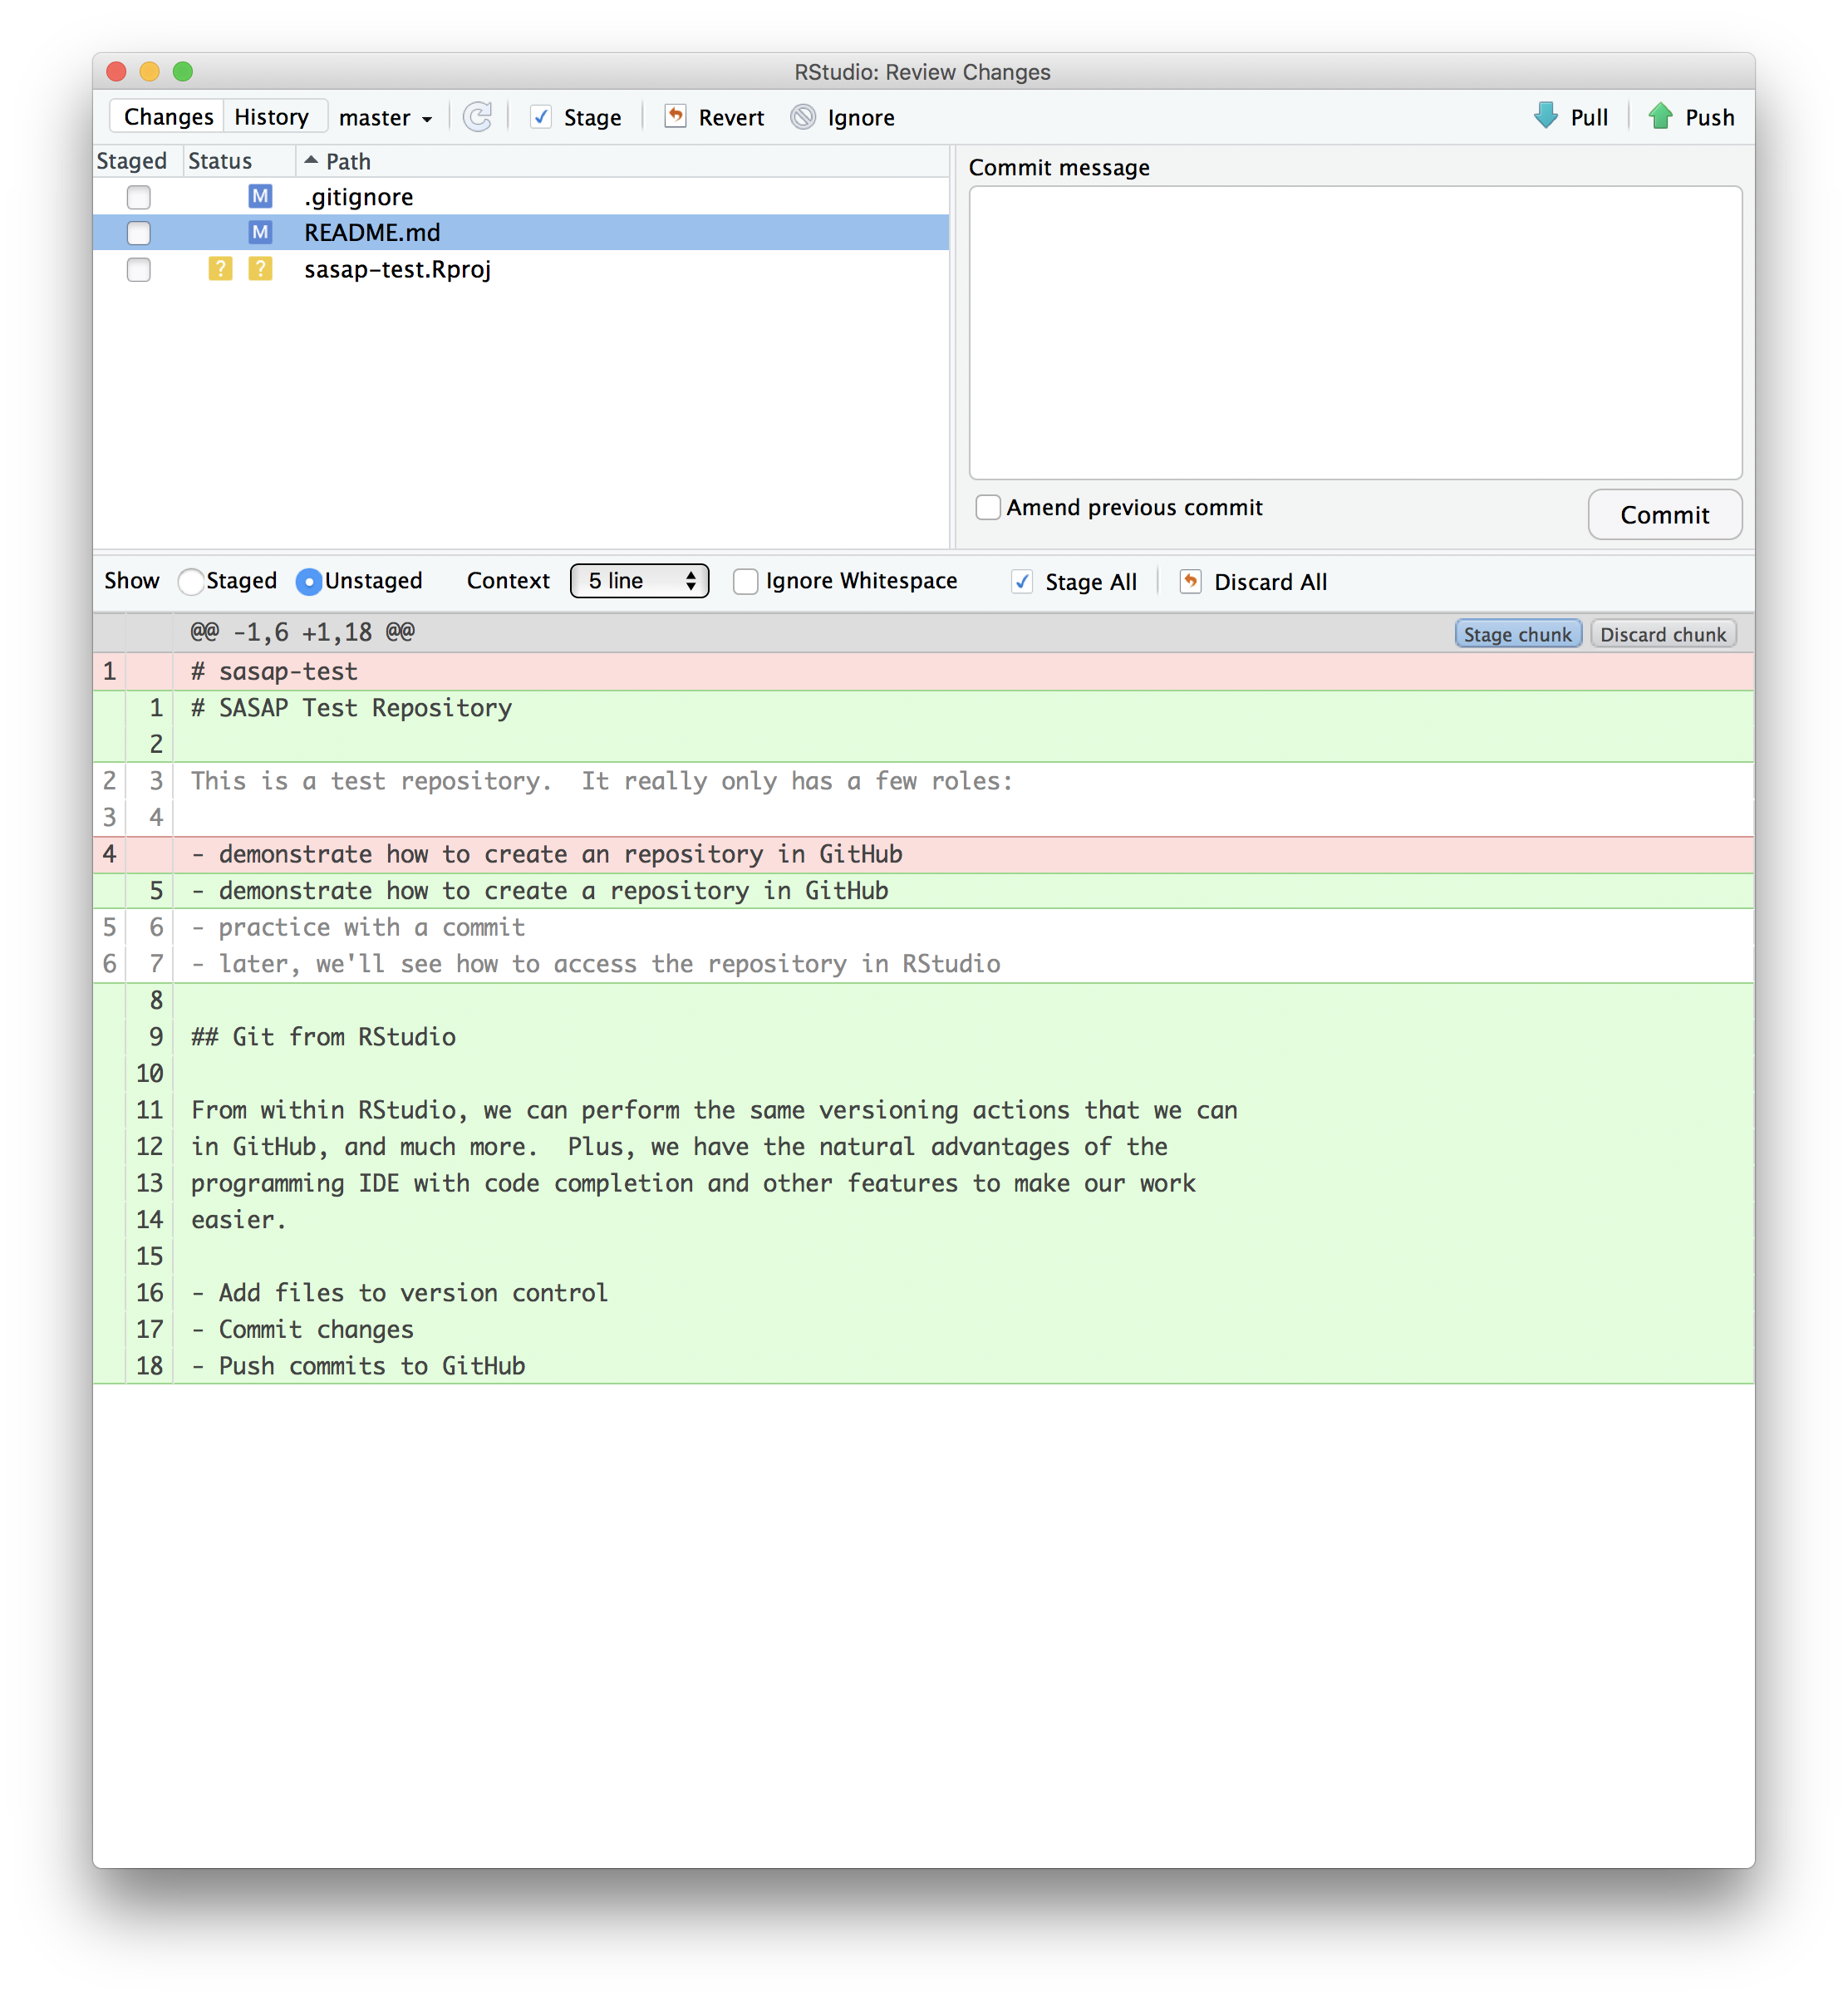 RStudio: Review Changes
Changes History master Stage Revert Ignore Pull Push
Staged Status Path
M .gitignore
M README.md
? ? sasap-test.Rproj
Commit message
Amend previous commit
Commit
Show Staged Unstaged Context 5 line Ignore Whitespace Stage All Discard All
@@ -1,6 +1,18 @@ Stage chunk Discard chunk
1 # sasap-test
1 # SASAP Test Repository
2
2 3 This is a test repository.  It really only has a few roles:
3 4
4 - demonstrate how to create an repository in GitHub
5 - demonstrate how to create a repository in GitHub
5 6 - practice with a commit
6 7 - later, we'll see how to access the repository in RStudio
8
9 ## Git from RStudio
10
11 From within RStudio, we can perform the same versioning actions that we can
12 in GitHub, and much more.  Plus, we have the natural advantages of the
13 programming IDE with code completion and other features to make our work
14 easier.
15
16 - Add files to version control
17 - Commit changes
18 - Push commits to GitHub